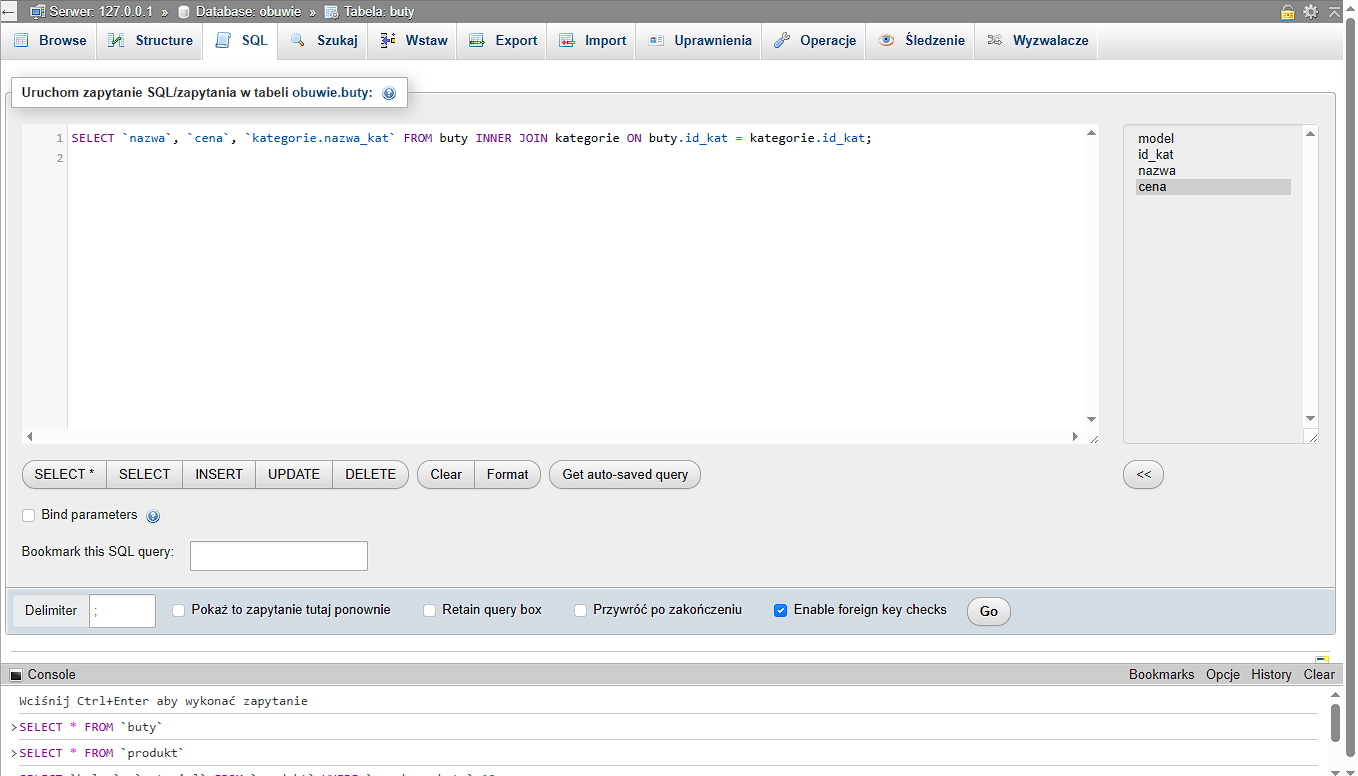 Serwer: 127.0.0.1 » Database: obuwie » Tabela: buty
Browse Structure SQL Szukaj Wstaw Export Import Uprawnienia Operacje Śledzenie Wyzwalacze
Uruchom zapytanie SQL/zapytania w tabeli obuwie.buty:
1 SELECT `nazwa`, `cena`, `kategorie.nazwa_kat` FROM buty INNER JOIN kategorie ON buty.id_kat = kategorie.id_kat;
2
model
id_kat
nazwa
cena
SELECT * SELECT INSERT UPDATE DELETE Clear Format Get auto-saved query <<
Bind parameters
Bookmark this SQL query:
Delimiter ; Pokaż to zapytanie tutaj ponownie Retain query box Przywróć po zakończeniu Enable foreign key checks Go
Console Bookmarks Opcje History Clear
Wciśnij Ctrl+Enter aby wykonać zapytanie
>SELECT * FROM `buty`
>SELECT * FROM `produkt`